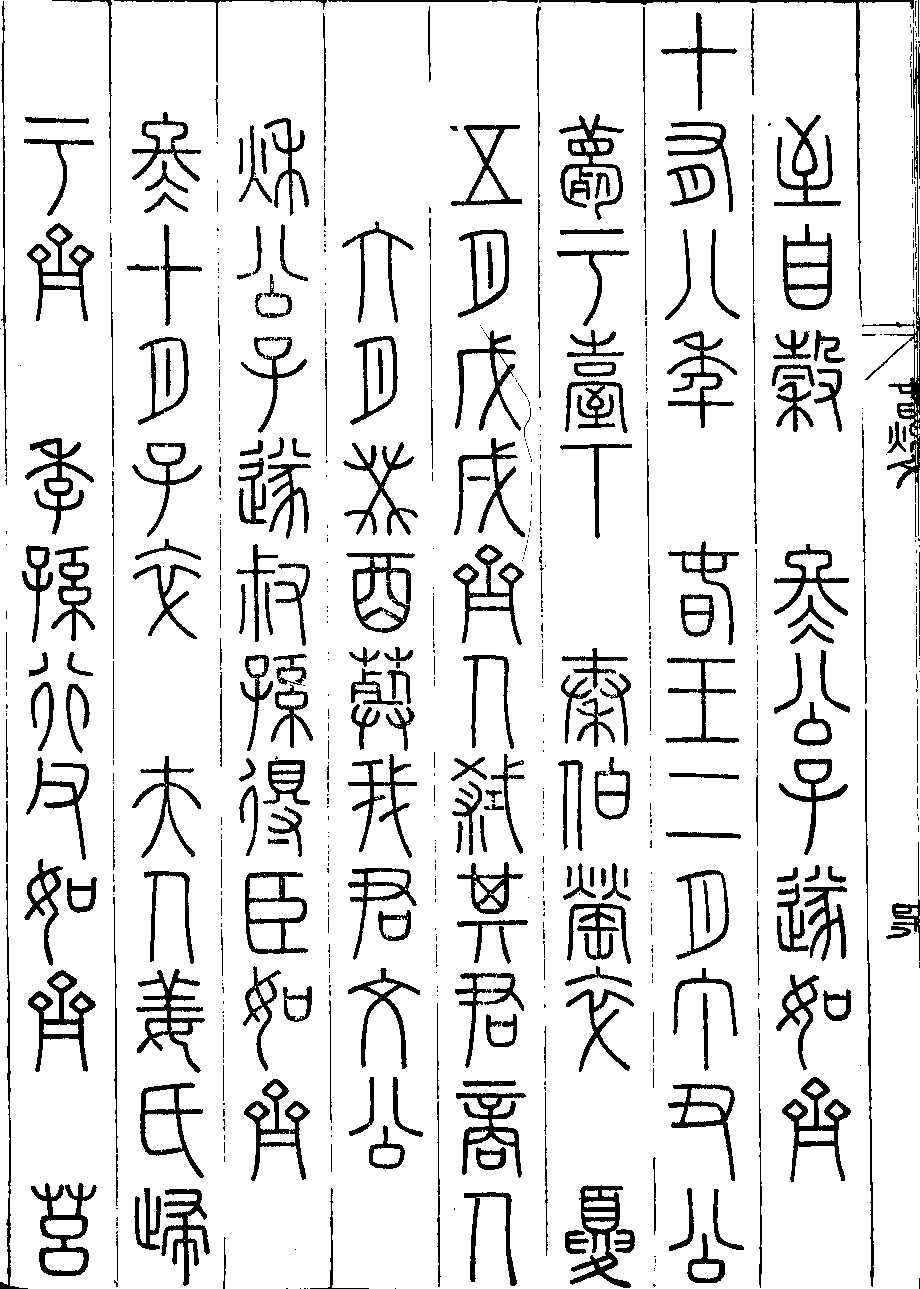 至自穀　冬公子遂如齊
十有八年　春王二月丁丑公
薨于臺下　秦伯罃卒　夏
五月戊戌齊人弒其君商人
六月癸酉葬我君文公
秋公子遂叔孫得臣如齊
冬十月子卒　夫人姜氏歸
于齊　季孫行父如齊　莒